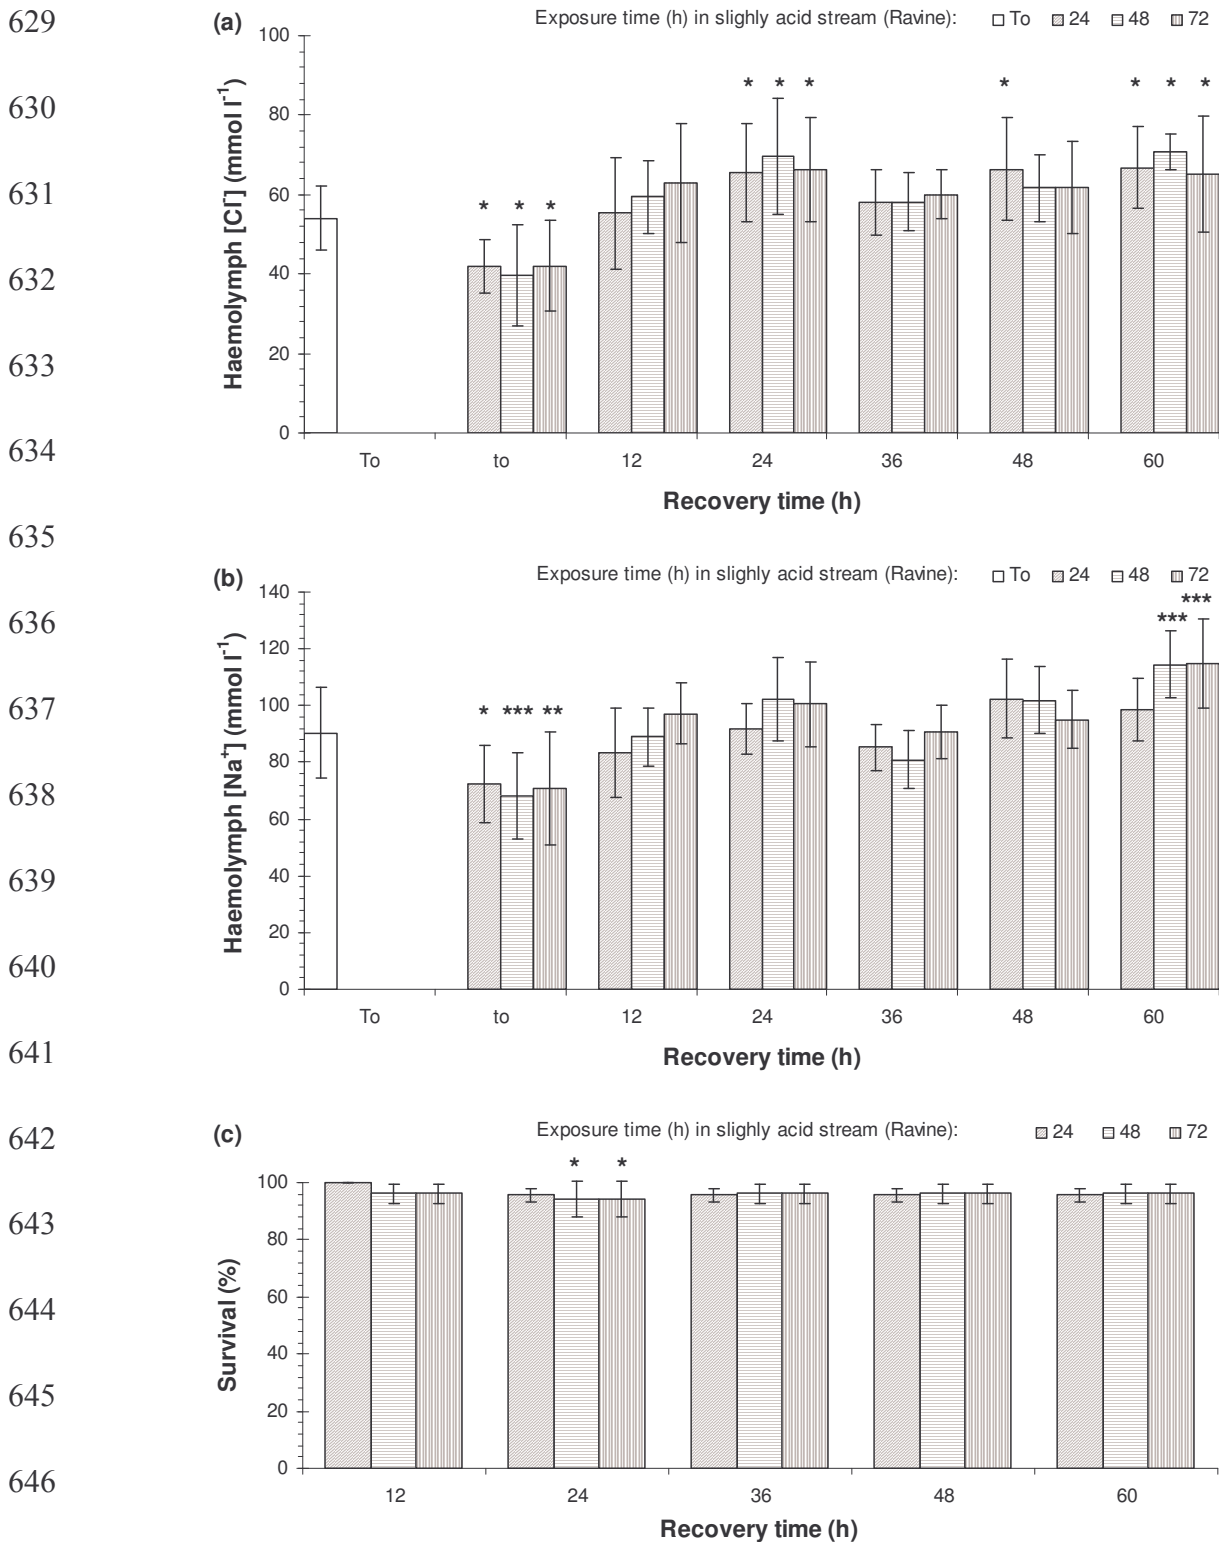 629
(a)
Exposure time (h) in slighly acid stream (Ravine): To 24 48 72
100
630
* * * * * * *
80
631
60
* * *
632
40
633
20
634
0
To to 12 24 36 48 60
Haemolymph [Cl-] (mmol l-1)
Recovery time (h)
635
(b)
Exposure time (h) in slighly acid stream (Ravine): To 24 48 72
140
***
636
***
120
637
100
* *** **
80
638
60
639
40
20
640
0
To to 12 24 36 48 60
Haemolymph [Na+] (mmol l-1)
641
Recovery time (h)
642
(c)
Exposure time (h) in slighly acid stream (Ravine): 24 48 72
* *
100
643
80
60
644
40
645
20
646
0
12 24 36 48 60
Survival (%)
Recovery time (h)